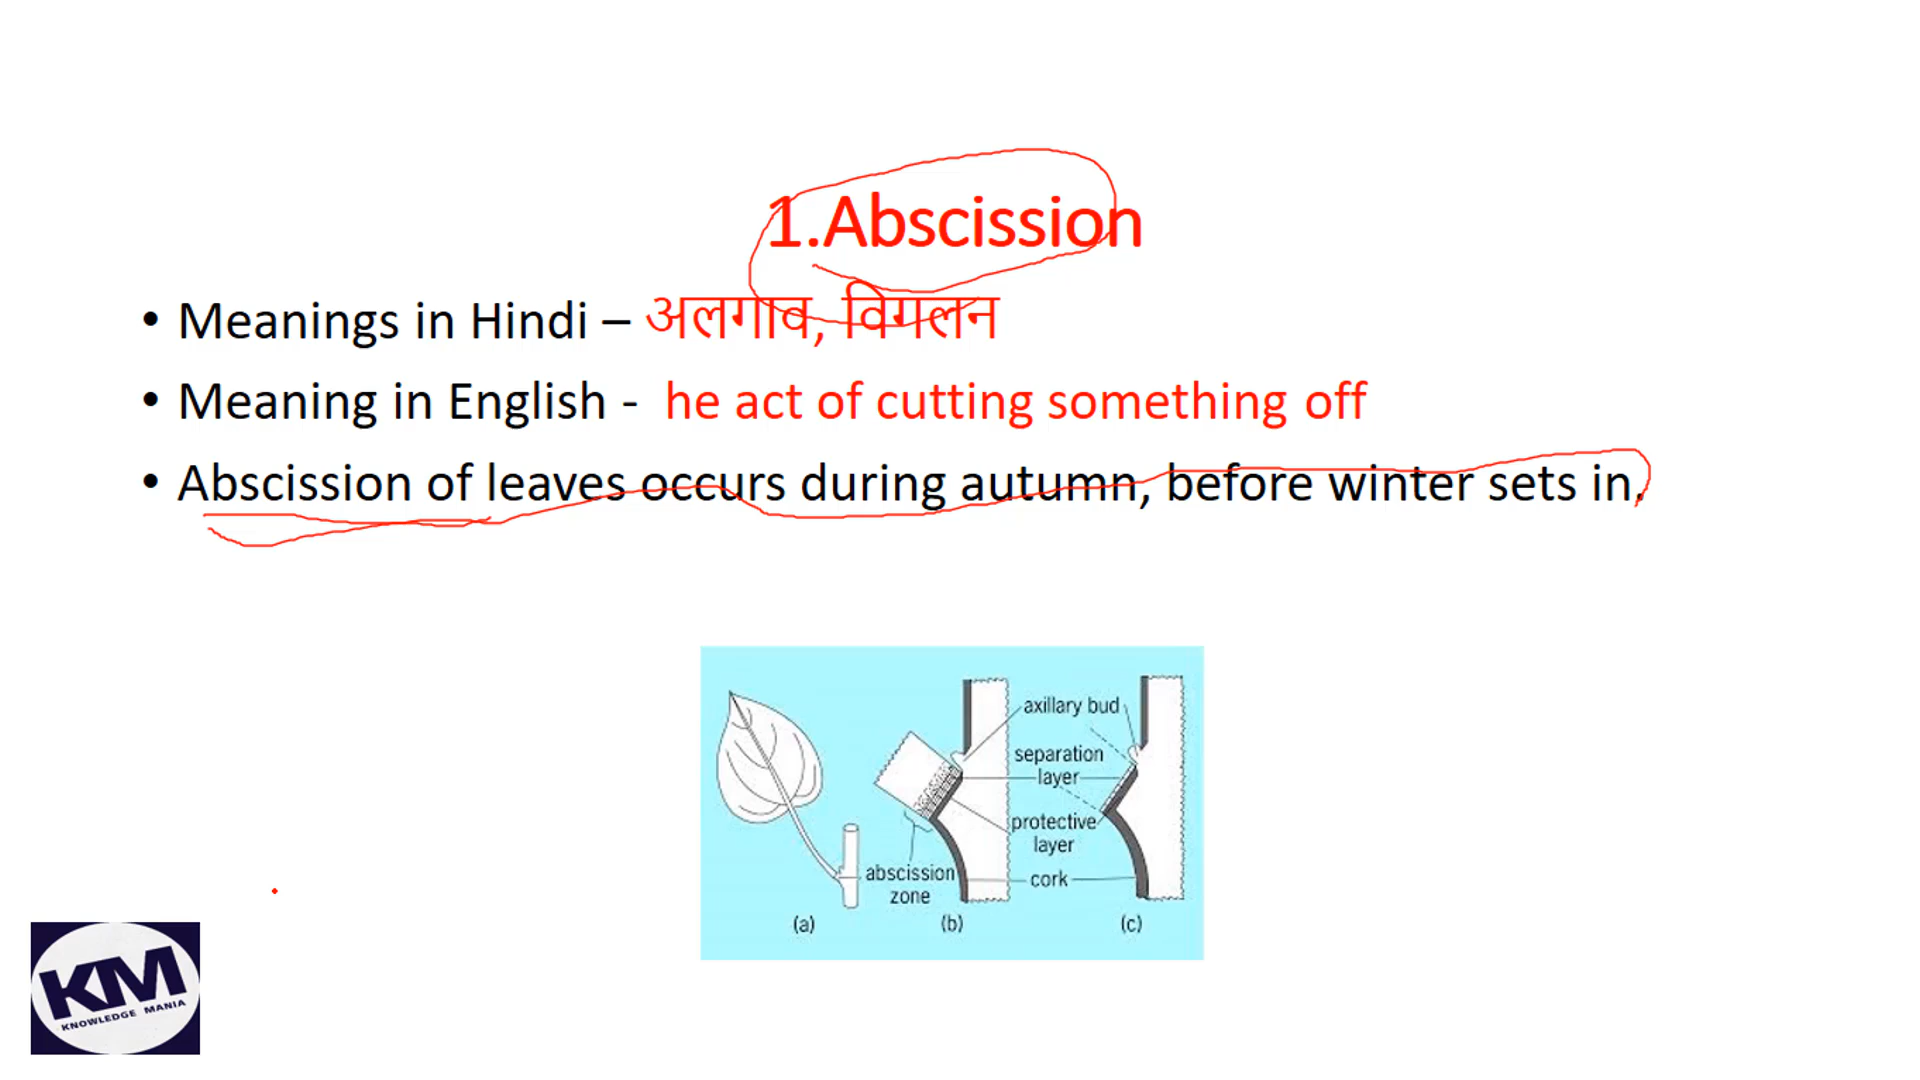 1.Abscission
• Meanings in Hindi – अलगाव, विगलन
• Meaning in English - he act of cutting something off
• Abscission of leaves occurs during autumn, before winter sets in.
axillary bud
separation
layer
protective
layer
abscission
zone
cork
(a)
(b)
(c)
KM
KNOWLEDGE MANIA